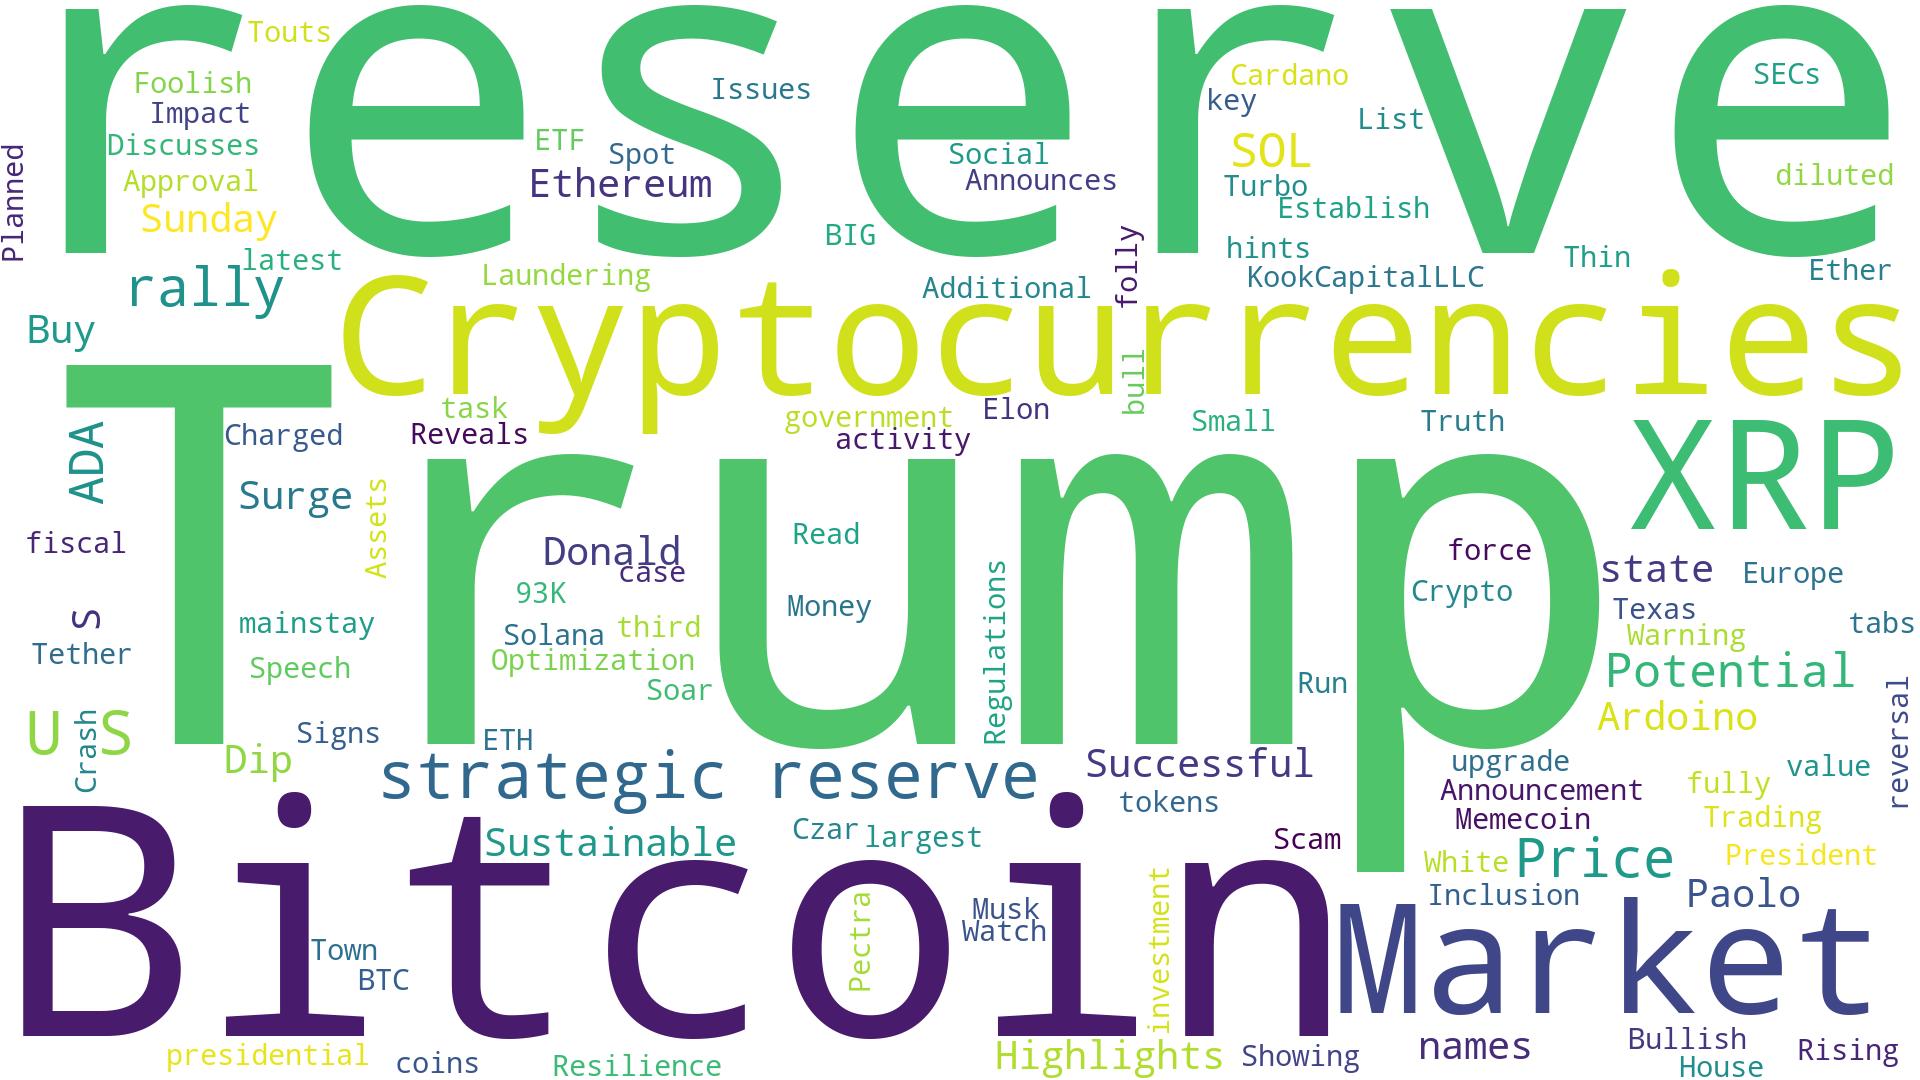 reserve
Touts
Foolish
Impact
Discusses
Approval
Sunday
latest
Planned
Issues
ETF
Spot
Ethereum
Social
Announces
BIG
Cardano
key
List
SOL
Turbo
Establish
hints
KookCapitalLLC
SECs
diluted
Thin
Ether
rally
Laundering
Additional
folly
Buy
Cryptocurrencies
bull
task
Reveals
government
activity
Elon
Small
Truth
Trump
XRP
ADA
Charged
Surge
Assets
fiscal
S
Tether
mainstay
Speech
Donald
case
93K
Solana
third
Optimization
Soar
Read
Money
Regulations
force
Crypto
Run
state
Europe
Texas
Warning
tabs
Potential
Ardoino
reversal
U S
Crash
Signs
Dip
ETH
strategic reserve
Successful
tokens
upgrade
value
Announcement
fully
Memecoin
Trading
Bitcoin
Sustainable
Czar
largest
Scam
White
Price
President
Inclusion
Paolo
Market
Town
BTC
Pectra
Musk
Watch
investment
presidential
coins
Resilience
Highlights
Showing
names
Bullish
House
Rising